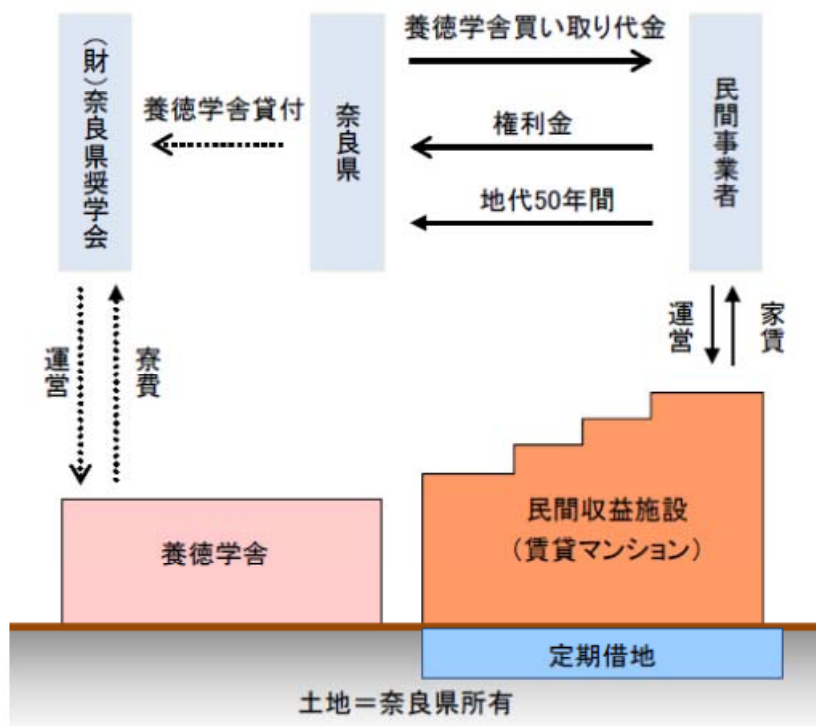 養徳学舎買い取り代金
(財)奈良県奨学会
養徳学舎貸付
奈良県
権利金
民間事業者
地代50年間
運営
寮費
運営
家賃
養徳学舎
民間収益施設
(賃貸マンション)
定期借地
土地=奈良県所有